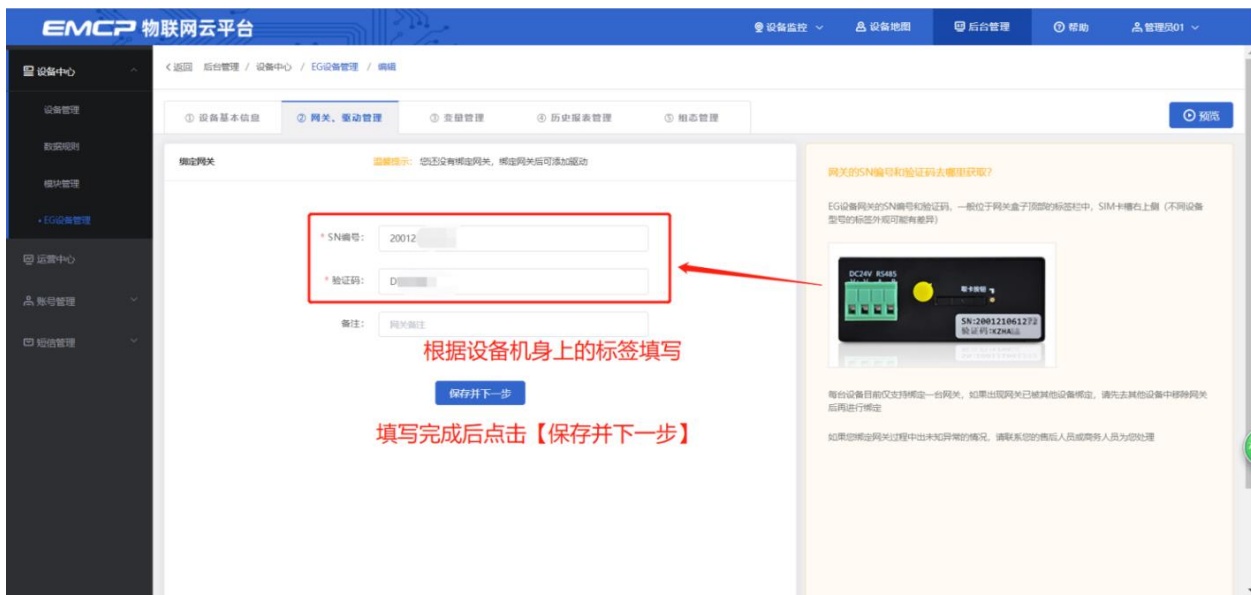 EMCP 物联网云平台
设备监控
设备地图
后台管理
帮助
管理员01
设备中心
设备管理
数据规则
模块管理
• EG设备管理
运营中心
账号管理
短信管理
< 返回 后台管理 / 设备中心 / EG设备管理 / 编辑
① 设备基本信息
② 网关、驱动管理
③ 变量管理
④ 历史报表管理
⑤ 组态管理
预览
绑定网关
温馨提示: 您还没有绑定网关，绑定网关后可添加驱动
* SN编号: 20012
* 验证码: D
备注: 网关备注
根据设备机身上的标签填写
保存并下一步
填写完成后点击【保存并下一步】
网关的SN编号和验证码去哪里获取?
EG设备网关的SN编号和验证码，一般位于网关盒子顶部的标签栏中，SIM卡槽右上侧（不同设备
型号的标签外观可能有差异）
DC24V RS485
V+ V- A B
取卡按钮
SN:200121061272
验证码:XZHA
每台设备目前仅支持绑定一台网关，如果出现网关已被其他设备绑定，请先去其他设备中移除网关
后再进行绑定
如果您绑定网关过程中出未知异常的情况，请联系您的售后人员或商务人员为您处理